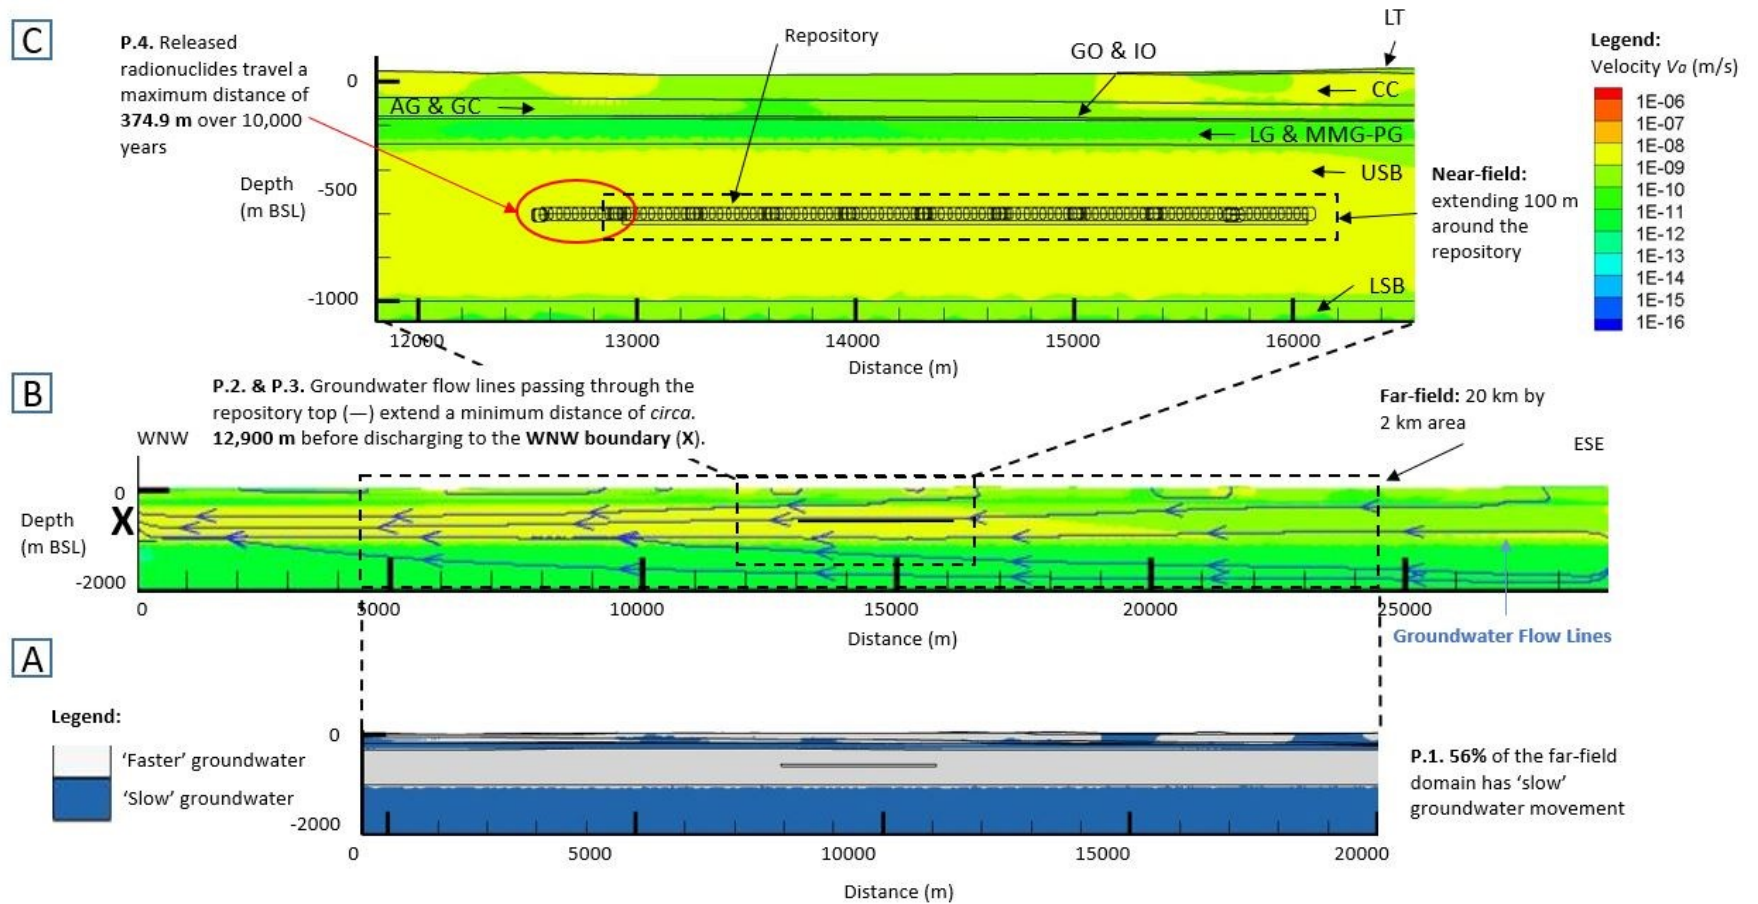 C
P.4. Released
radionuclides travel a
maximum distance of
374.9 m over 10,000
years
Repository
GO & IO
LT
CC
AG & GC
LG & MMG-PG
USB
LSB
Depth
(m BSL)
0
-500
-1000
12000 13000 14000 15000 16000
Distance (m)
Near-field:
extending 100 m
around the
repository
Legend:
Velocity Va (m/s)
1E-06
1E-07
1E-08
1E-09
1E-10
1E-11
1E-12
1E-13
1E-14
1E-15
1E-16
B
P.2. & P.3. Groundwater flow lines passing through the
repository top (—) extend a minimum distance of circa.
12,900 m before discharging to the WNW boundary (X).
WNW
Far-field: 20 km by
2 km area
ESE
0
Depth
(m BSL)
X
-2000
0 5000 10000 15000 20000 25000
Distance (m)
Groundwater Flow Lines
A
Legend:
‘Faster’ groundwater
‘Slow’ groundwater
0
-2000
0 5000 10000 15000 20000
Distance (m)
P.1. 56% of the far-field
domain has ‘slow’
groundwater movement